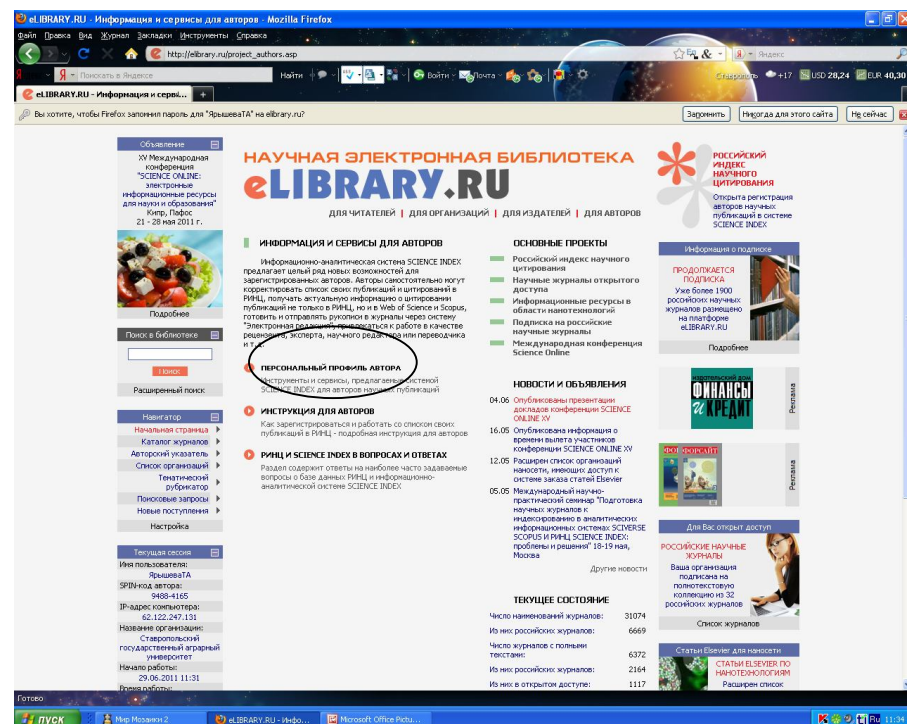 eLIBRARY.RU - Информация и сервисы для авторов - Mozilla Firefox
Файл Правка Вид Журнал Закладки Инструменты Справка
http://elibrary.ru/project_authors.asp
Яндекс
Поискать в Яндексе
Найти
Войти
Почта
Ставрополь +17 USD 28,24 EUR 40,30
eLIBRARY.RU - Информация и серві...
Вы хотите, чтобы Firefox запомнил пароль для "ЯрышеваТА" на elibrary.ru?
Запомнить
Никогда для этого сайта
Не сейчас
Объявление
XV Международная
конференция
"SCIENCE ONLINE:
электронные
информационные ресурсы
для науки и образования"
Кипр, Пафос
21 - 28 мая 2011 г.
Подробнее
Поиск в библиотеке
ПОИСК
Расширенный поиск
Навигатор
Начальная страница
Каталог журналов
Авторский указатель
Список организаций
Тематический
рубрикатор
Поисковые запросы
Новые поступления
Настройка
Текущая сессия
Имя пользователя:
ЯрышеваТА
SPIN-код автора:
9488-4165
IP-адрес компьютера:
62.122.247.131
Название организации:
Ставропольский
государственный аграрный
университет
Начало работы:
29.06.2011 11:31
Время работы:
НАУЧНАЯ ЭЛЕКТРОННАЯ БИБЛИОТЕКА
eLIBRARY.RU
ДЛЯ ЧИТАТЕЛЕЙ | ДЛЯ ОРГАНИЗАЦИЙ | ДЛЯ ИЗДАТЕЛЕЙ | ДЛЯ АВТОРОВ
ИНФОРМАЦИЯ И СЕРВИСЫ ДЛЯ АВТОРОВ
Информационно-аналитическая система SCIENCE INDEX
предлагает целый ряд новых возможностей для
зарегистрированных авторов. Авторы самостоятельно могут
корректировать список своих публикаций и цитирований в
РИНЦ, получать актуальную информацию о цитировании
публикаций не только в РИНЦ, но и в Web of Science и Scopus,
готовить и отправлять рукописи в журналы через систему
"Электронная редакция", привлекаться к работе в качестве
рецензента, эксперта, научного редактора или переводчика
и т.д.
ПЕРСОНАЛЬНЫЙ ПРОФИЛЬ АВТОРА
Инструменты и сервисы, предлагаемые системой
SCIENCE INDEX для авторов научных публикаций
ИНСТРУКЦИЯ ДЛЯ АВТОРОВ
Как зарегистрироваться и работать со списком своих
публикаций в РИНЦ - подробная инструкция для авторов
РИНЦ И SCIENCE INDEX В ВОПРОСАХ И ОТВЕТАХ
Раздел содержит ответы на наиболее часто задаваемые
вопросы о базе данных РИНЦ и информационно-
аналитической системе SCIENCE INDEX
ОСНОВНЫЕ ПРОЕКТЫ
Российский индекс научного
цитирования
Научные журналы открытого
доступа
Информационные ресурсы в
области нанотехнологий
Подписка на российские
научные журналы
Международная конференция
Science Online
НОВОСТИ И ОБЪЯВЛЕНИЯ
04.06 Опубликованы презентации
докладов конференции SCIENCE
ONLINE XV
16.05 Опубликована информация о
времени вылета участников
конференции SCIENCE ONLINE XV
12.05 Расширен список организаций
наносети, имеющих доступ к
системе заказа статей Elsevier
05.05 Международный научно-
практический семинар "Подготовка
научных журналов к
индексированию в аналитических
информационных системах SCIVERSE
SCOPUS И РИНЦ SCIENCE INDEX:
проблемы и решения" 18-19 мая,
Москва
Другие новости
ТЕКУЩЕЕ СОСТОЯНИЕ
Число наименований журналов: 31074
Из них российских журналов: 6669
Число журналов с полными
текстами: 6372
Из них российских журналов: 2164
Из них в открытом доступе: 1117
РОССИЙСКИЙ
ИНДЕКС
НАУЧНОГО
ЦИТИРОВАНИЯ
Открыта регистрация
авторов научных
публикаций в системе
SCIENCE INDEX
Информация о подписке
ПРОДОЛЖАЕТСЯ
ПОДПИСКА
Уже более 1900
российских научных
журналов размещено
на платформе
eLIBRARY.RU
Подробнее
издательский дом
ФИНАНСЫ
И КРЕДИТ
Реклама
ФОРСАЙТ
Реклама
Для Вас открыт доступ
РОССИЙСКИЕ НАУЧНЫЕ
ЖУРНАЛЫ
Ваша организация
подписана на
полнотекстовую
коллекцию из 32
российских журналов
Список журналов
Статьи Elsevier для наносети
СТАТЬИ ELSEVIER ПО
НАНОТЕХНОЛОГИЯМ
Расширен список
Готово
пуск
Мир Мозаики 2
eLIBRARY.RU - Инфо...
Microsoft Office Pictu...
Ru
11:34